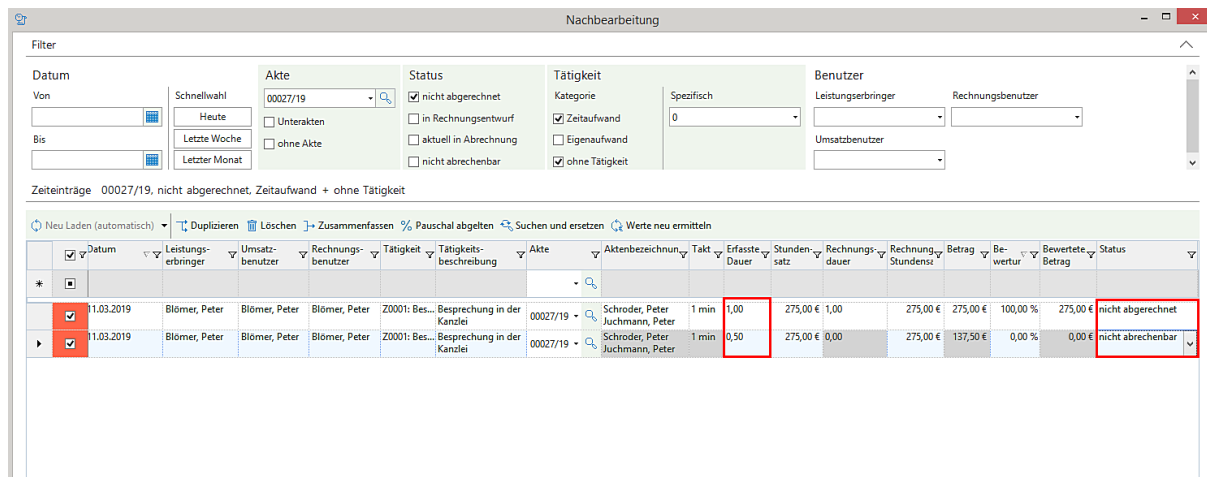 Nachbearbeitung
Filter
Datum
Von
Schnellwahl
Heute
Bis
Letzte Woche
Letzter Monat
Akte
00027/19
Unterakten
ohne Akte
Status
nicht abgerechnet
in Rechnungsentwurf
aktuell in Abrechnung
nicht abrechenbar
Tätigkeit
Kategorie
Spezifisch
Zeitaufwand
0
Eigenaufwand
ohne Tätigkeit
Benutzer
Leistungserbringer
Rechnungsbenutzer
Umsatzbenutzer
Zeiteinträge 00027/19, nicht abgerechnet, Zeitaufwand + ohne Tätigkeit
Neu Laden (automatisch) Duplizieren Löschen Zusammenfassen % Pauschal abgelten Suchen und ersetzen Werte neu ermitteln
Datum Leistungs- Umsatz- Rechnungs- Tätigkeit Tätigkeits- Akte Aktenbezeichnun Takt Erfasste Stunden- Rechnungs- Rechnung Betrag Be- Bewertete Status
erbringer benutzer benutzer beschreibung Dauer satz dauer Stundensa wertur Betrag
11.03.2019 Blömer, Peter Blömer, Peter Blömer, Peter Z0001: Bes... Besprechung in der 00027/19 Schroder, Peter 1 min 1,00 275,00 € 1,00 275,00 € 275,00 € 100,00 % 275,00 € nicht abgerechnet
Kanzlei Juchmann, Peter
11.03.2019 Blömer, Peter Blömer, Peter Blömer, Peter Z0001: Bes... Besprechung in der 00027/19 Schroder, Peter 1 min 0,50 275,00 € 0,00 275,00 € 137,50 € 0,00 % 0,00 € nicht abrechenbar
Kanzlei Juchmann, Peter